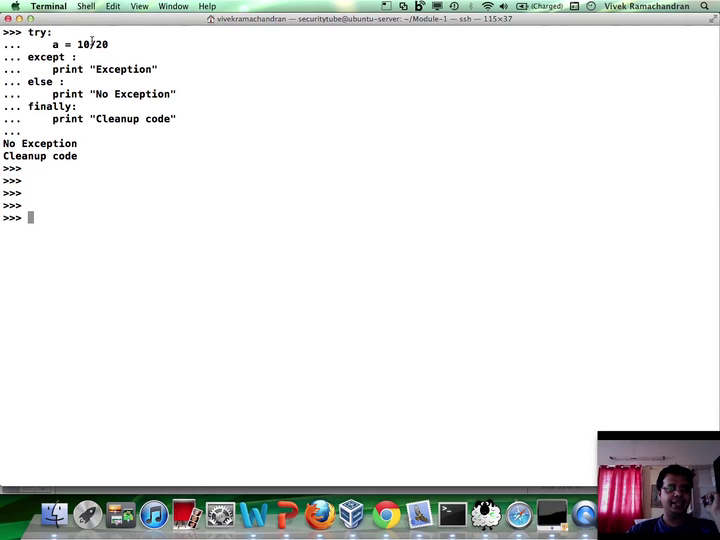 Terminal Shell Edit View Window Help (Charged) Vivek Ramachandran
vivekramachandran — securitytube@ubuntu-server: ~/Module-1 — ssh — 115×37
>>> try:
...     a = 10/20
... except :
...     print "Exception"
... else :
...     print "No Exception"
... finally:
...     print "Cleanup code"
...
No Exception
Cleanup code
>>>
>>>
>>>
>>>
>>>